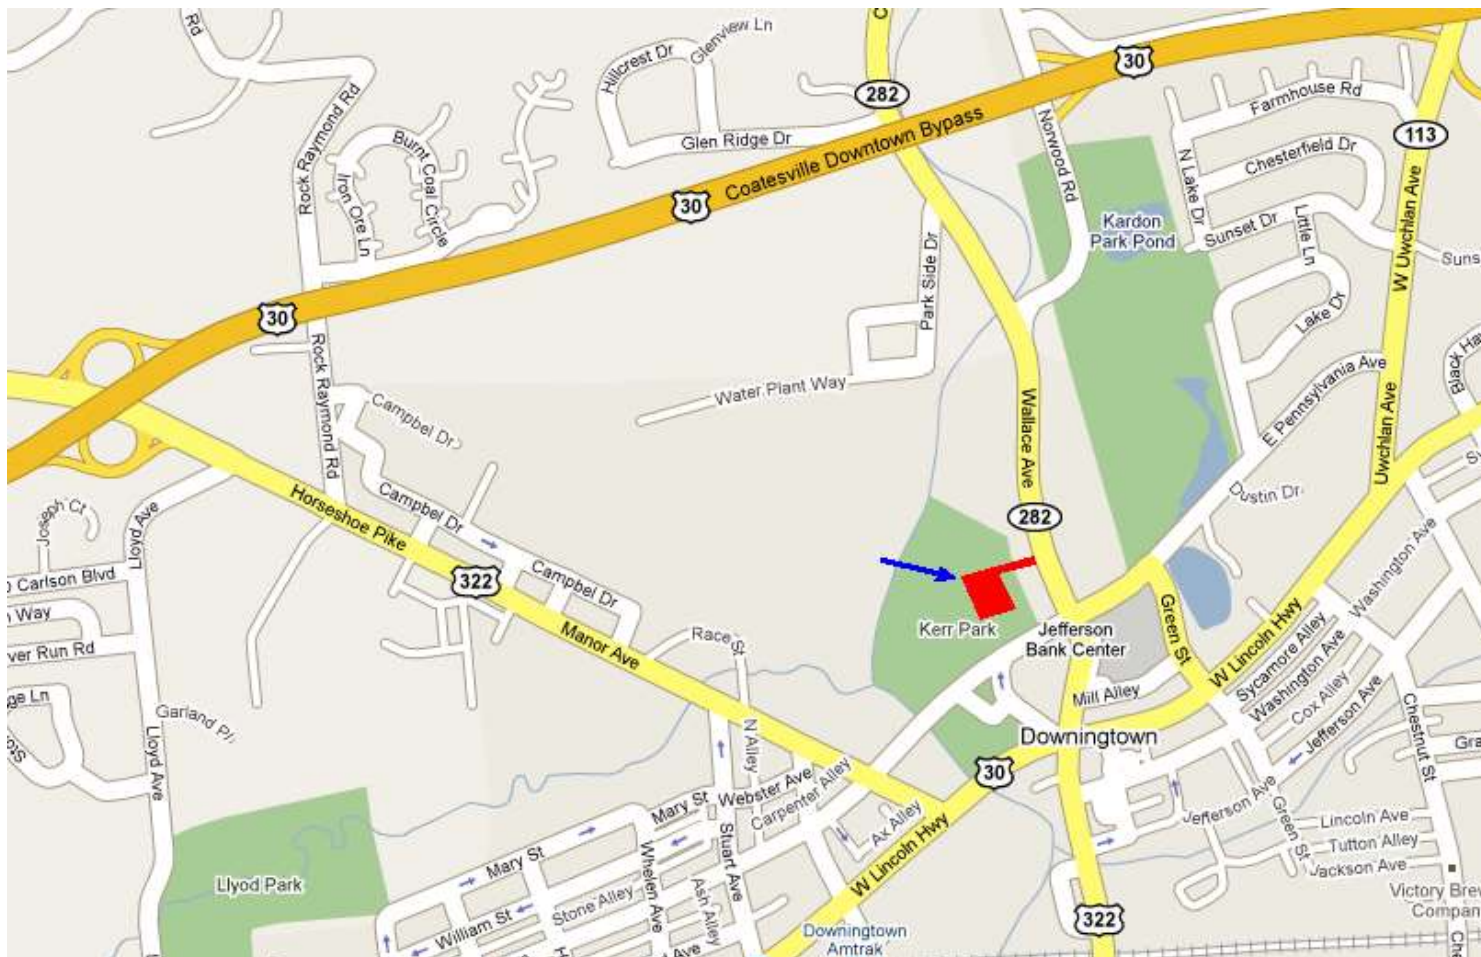 Rd
Glenview Ln
Hillcrest Dr
C
30
282
Glen Ridge Dr
Coatesville Downtown Bypass
Norwood Rd
Farmhouse Rd
113
Chesterfield Dr
N Lake Dr
Rock Raymond Rd
Burnt Coal Circle
Iron Ore Ln
30
Kardon
Park Pond
Sunset Dr
Little Ln
W Uwchlan Ave
Suns
Park Side Dr
30
Lake Dr
Rock Raymond Rd
Water Plant Way
Wallace Ave
E Pennsylvania Ave
Black Ha
Uwchlan Ave
Campbel Dr
Campbel Dr
Horseshoe Pike
Joseph Ct
Lloyd Ave
282
Dustin Dr
Washington Ave
Carlson Blvd
322
Campbel Dr
n Way
ver Run Rd
Manor Ave
Race St
Kerr Park
Jefferson
Bank Center
Green St
W Lincoln Hwy
Sycamore Alley
Washington Ave
Cox Alley
Jefferson Ave
Mill Alley
ge Ln
Garland Pl
Lloyd Ave
Sto
N Alley
Downingtown
30
Chestnut St
Gra
Webster Ave
Mary St
Carpenter Alley
Ax Alley
W Lincoln Hwy
Jefferson Ave
Green St
Lincoln Ave
Tutton Alley
Jackson Ave
Mary St
Stuart Ave
Whelen Ave
Ash Alley
Stone Alley
William St
H
Ave
Llyod Park
Downingtown
Amtrak
322
Victory Brew
Compan
Che